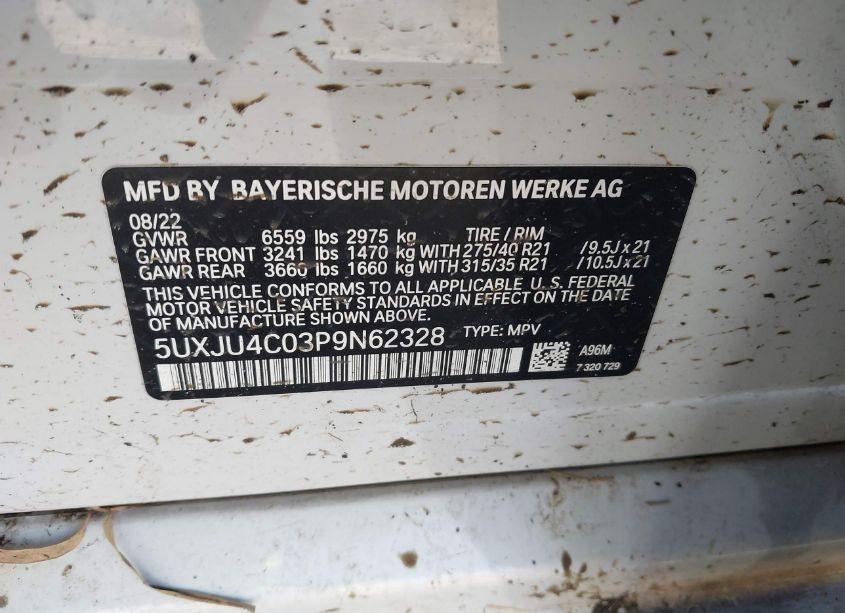 MFD BY BAYERISCHE MOTOREN WERKE AG
08/22
GVWR 6559 lbs 2975 kg TIRE / RIM
GAWR FRONT 3241 lbs 1470 kg WITH 275/40 R21 /9.5J x 21
GAWR REAR 3660 lbs 1660 kg WITH 315/35 R21 /10.5J x 21
THIS VEHICLE CONFORMS TO ALL APPLICABLE U. S. FEDERAL
MOTOR VEHICLE SAFETY STANDARDS IN EFFECT ON THE DATE
OF MANUFACTURE SHOWN ABOVE.
5UXJU4C03P9N62328 TYPE: MPV
A96M
7 320 729